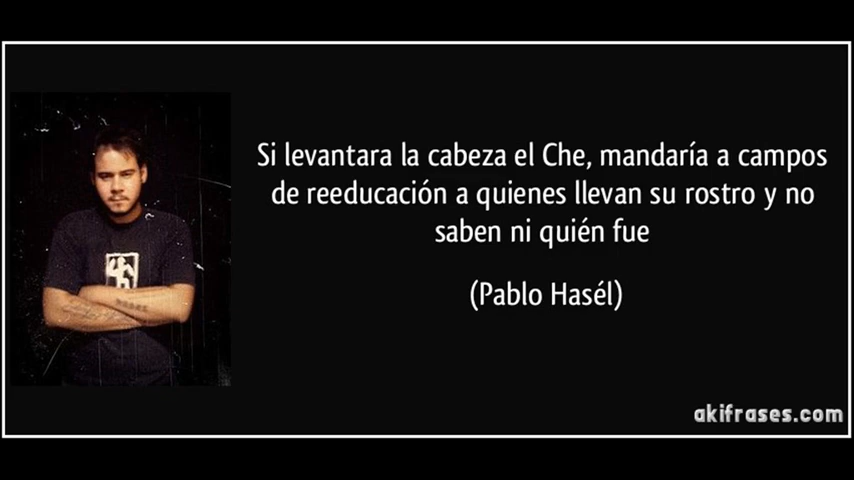 Si levantara la cabeza el Che, mandaría a campos
de reeducación a quienes llevan su rostro y no
saben ni quién fue
(Pablo Hasél)
akifrases.com